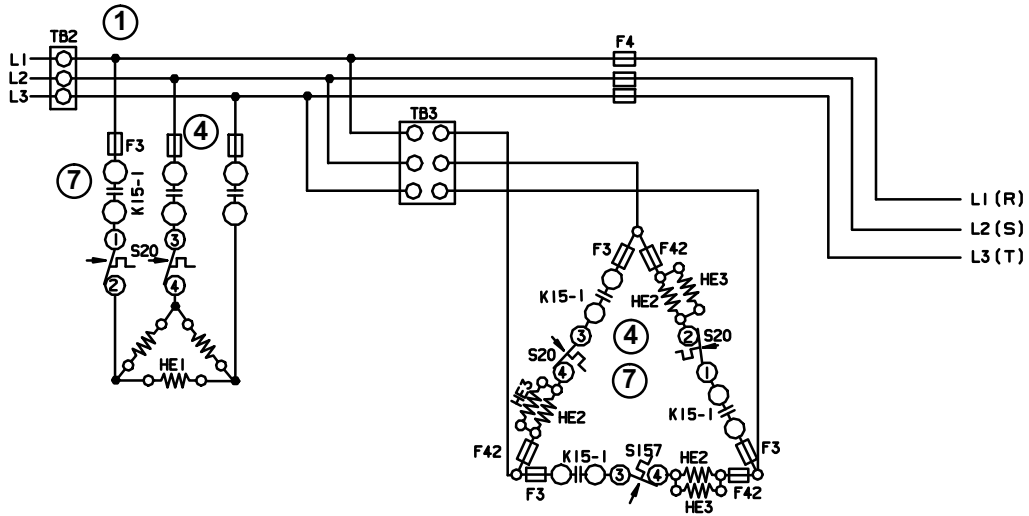 1
TB2
L1
L2
L3
F4
F3
4
7
K15-1
TB3
L1 (R)
L2 (S)
L3 (T)
1
S20
3
2
4
HE1
F3
F42
K15-1
HE2
HE3
3
4
2
S20
S20
4
7
1
HE3
HE2
K15-1
F42
F3
K15-1
S157
HE2
3
4
F3
F42
HE3